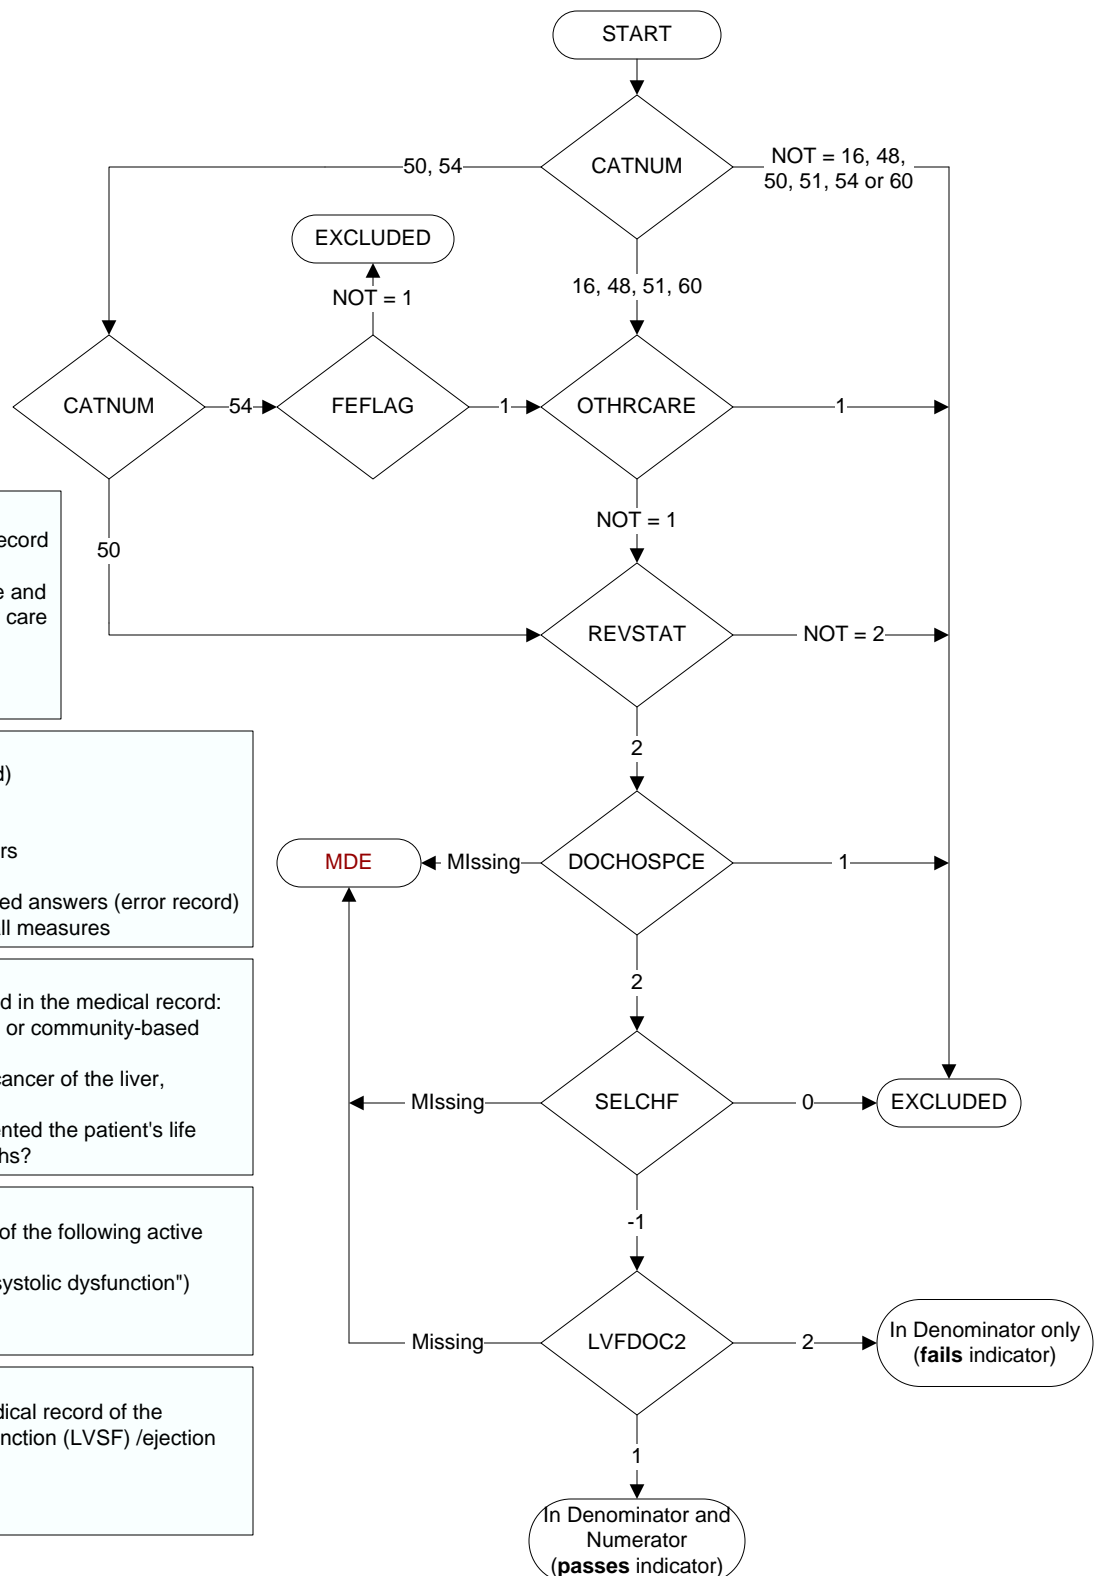 START
CATNUM
50, 54
NOT = 16, 48,
50, 51, 54 or 60
EXCLUDED
NOT = 1
16, 48, 51, 60
CATNUM
54
FEFLAG
1
OTHRCARE
1
NOT = 1
50
ecord
e and
care
REVSTAT
NOT = 2
2
d)
rs
ed answers (error record)
all measures
MDE
MIssing
DOCHOSPCE
1
2
d in the medical record:
or community-based
cancer of the liver,
ented the patient's life
hs?
MIssing
SELCHF
0
EXCLUDED
-1
of the following active
systolic dysfunction")
Missing
LVFDOC2
2
In Denominator only
(fails indicator)
dical record of the
nction (LVSF) /ejection
1
In Denominator and
Numerator
(passes indicator)